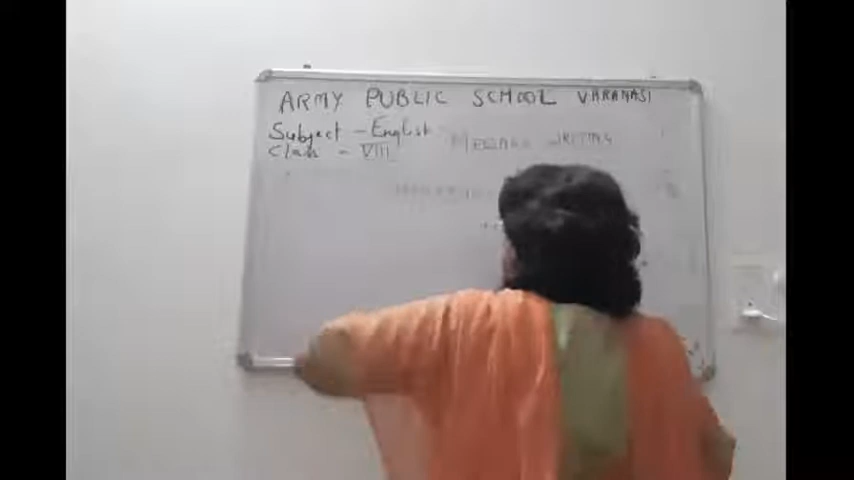 ARMY PUBLIC SCHOOL VARANASI
Subject - English
Class - VIII
MESSAGE WRITING